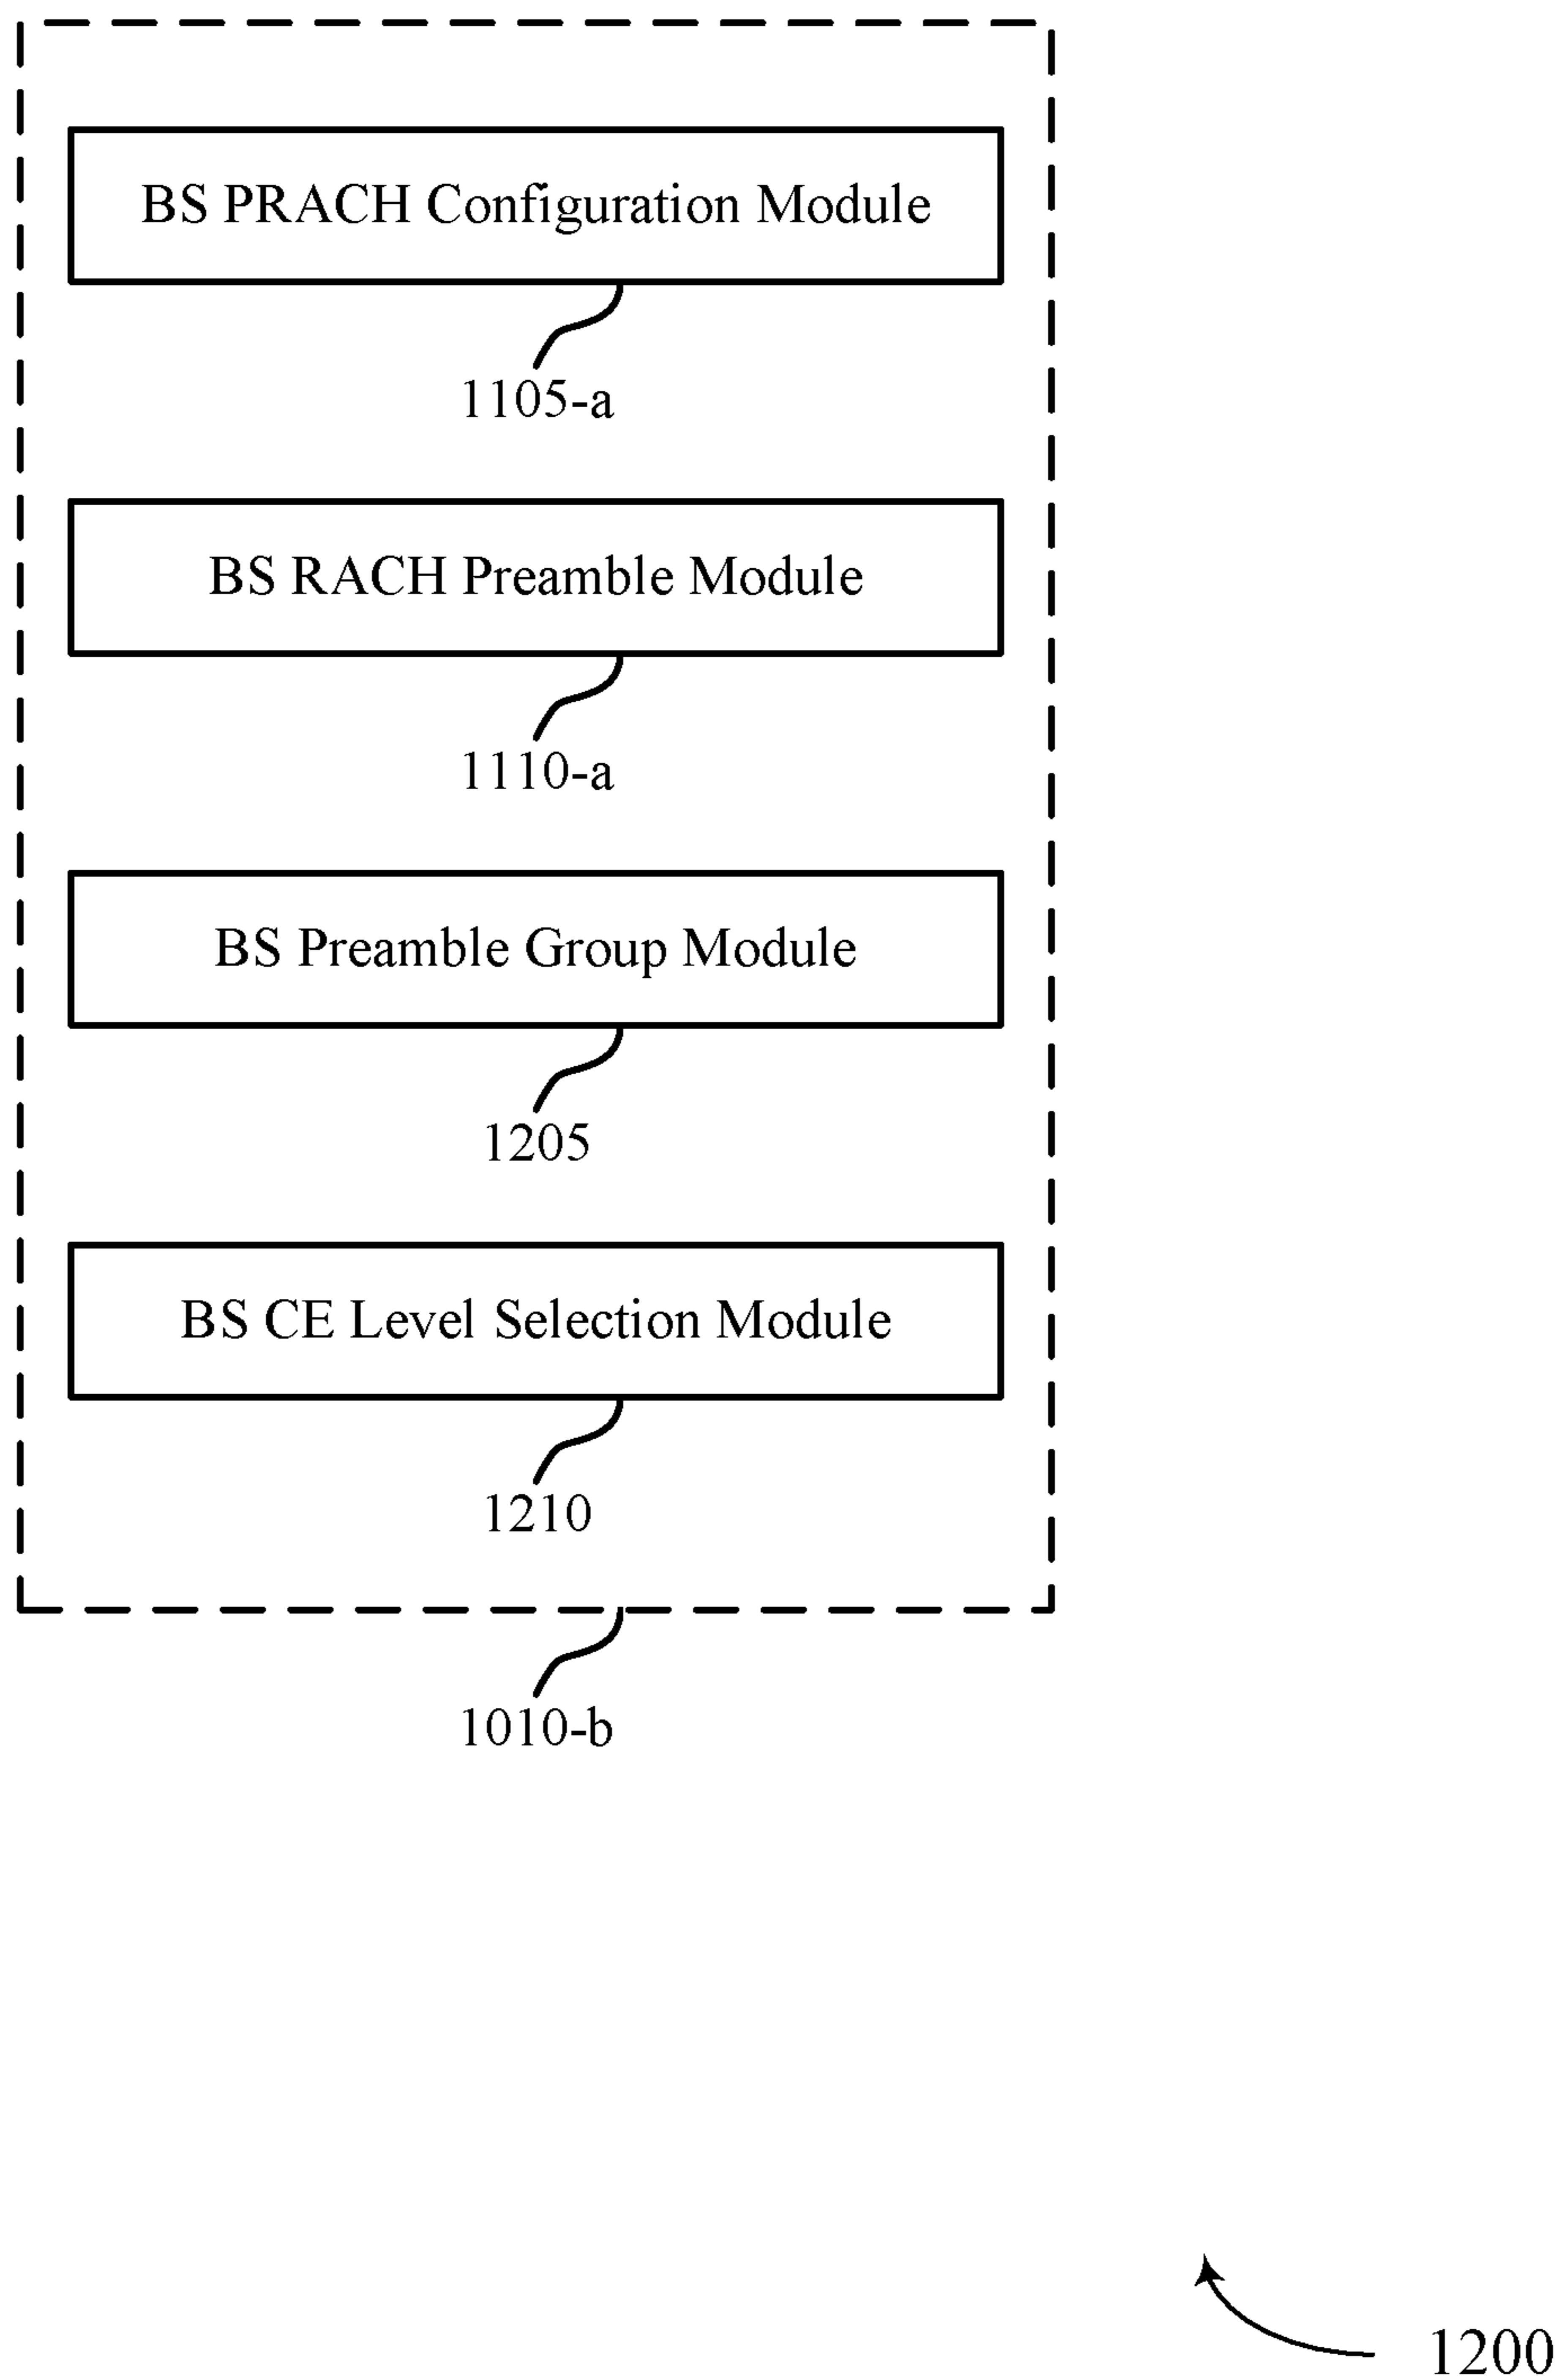 BS PRACH Configuration Module
1105-a
BS RACH Preamble Module
1110-a
BS Preamble Group Module
1205
BS CE Level Selection Module
1210
1010-b
1200